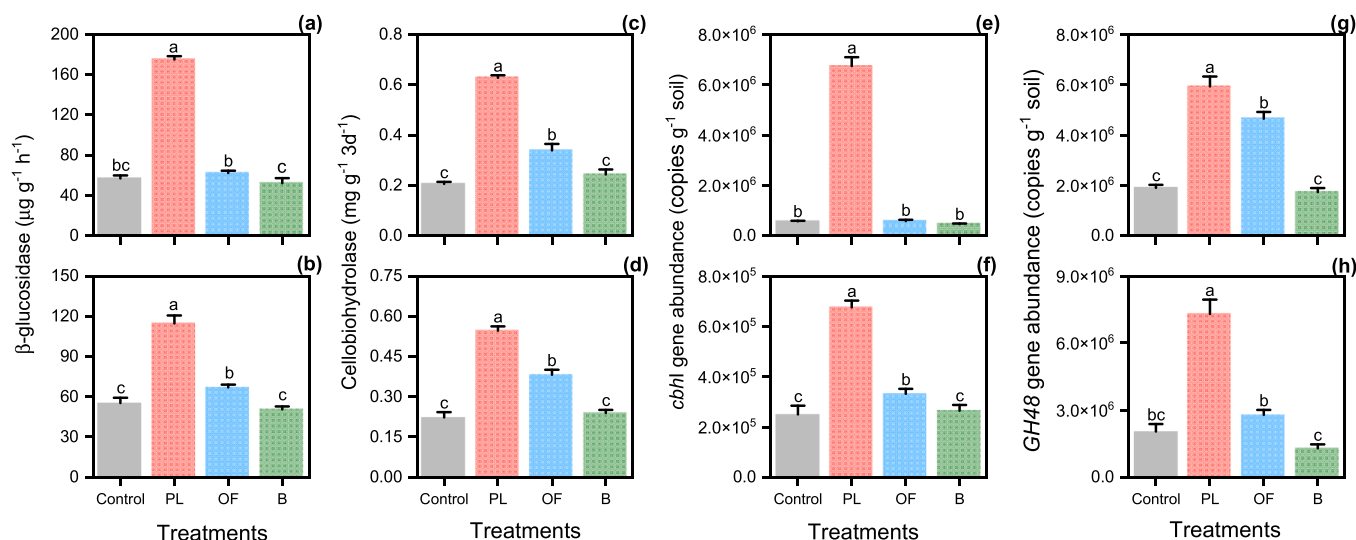 (a)
β-glucosidase (µg g⁻¹ h⁻¹)
200
160
120
80
40
0
bc
a
b
c
(b)
150
120
90
60
30
0
c
a
b
c
Control PL OF B
Treatments
(c)
Cellobiohydrolase (mg g⁻¹ 3d⁻¹)
0.8
0.6
0.4
0.2
0.0
c
a
b
c
(d)
0.75
0.60
0.45
0.30
0.15
0.00
c
a
b
c
Control PL OF B
Treatments
(e)
cbhI gene abundance (copies g⁻¹ soil)
8.0×10⁶
6.0×10⁶
4.0×10⁶
2.0×10⁶
0.0
b
a
b
b
(f)
8.0×10⁵
6.0×10⁵
4.0×10⁵
2.0×10⁵
0.0
c
a
b
c
Control PL OF B
Treatments
(g)
GH48 gene abundance (copies g⁻¹ soil)
8.0×10⁶
6.0×10⁶
4.0×10⁶
2.0×10⁶
0.0
c
a
b
c
(h)
9.0×10⁶
6.0×10⁶
3.0×10⁶
0.0
bc
a
b
c
Control PL OF B
Treatments